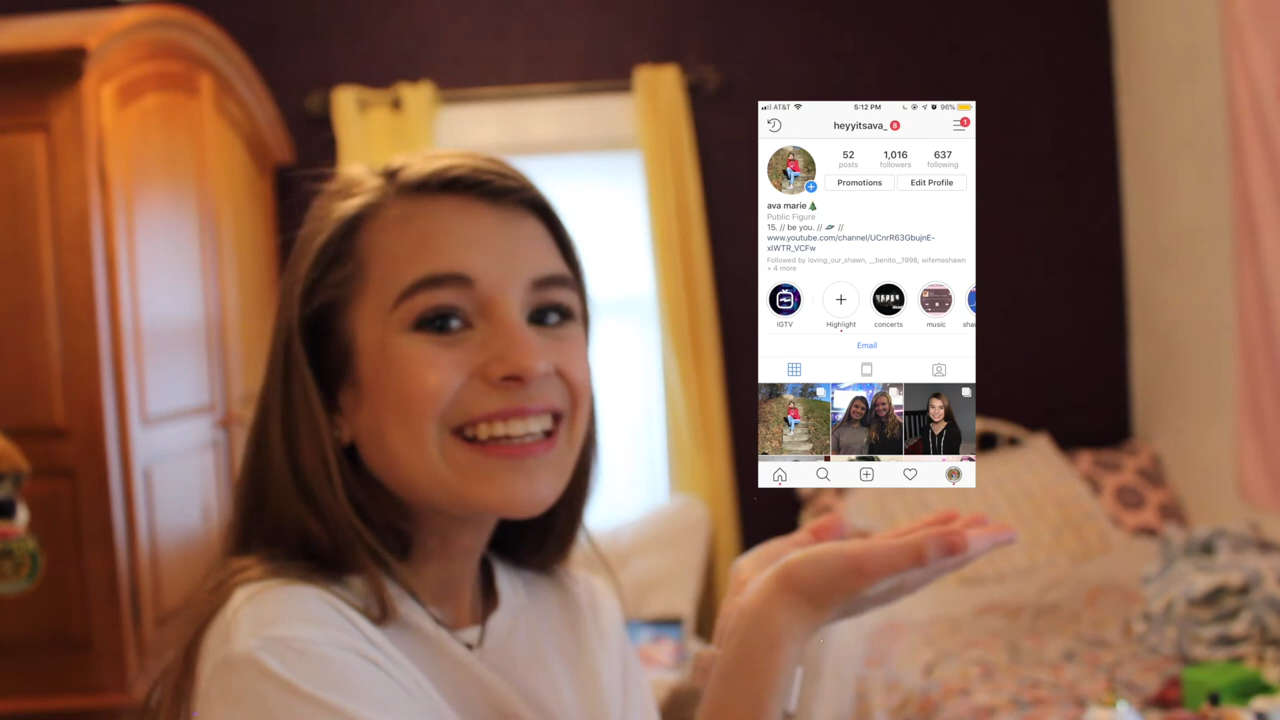 AT&T 5:12 PM 96%
heyyitsava_ 8 1
52 1,016 637
posts followers following
Promotions Edit Profile
ava marie🌲
Public Figure
15. // be you. // 🪐 //
www.youtube.com/channel/UCnrR63GbujnE-
xIWTR_VCFw
Followed by loving_our_shawn, __benito__1998, wifemeshawn
+ 4 more
IGTV Highlight concerts music
Email